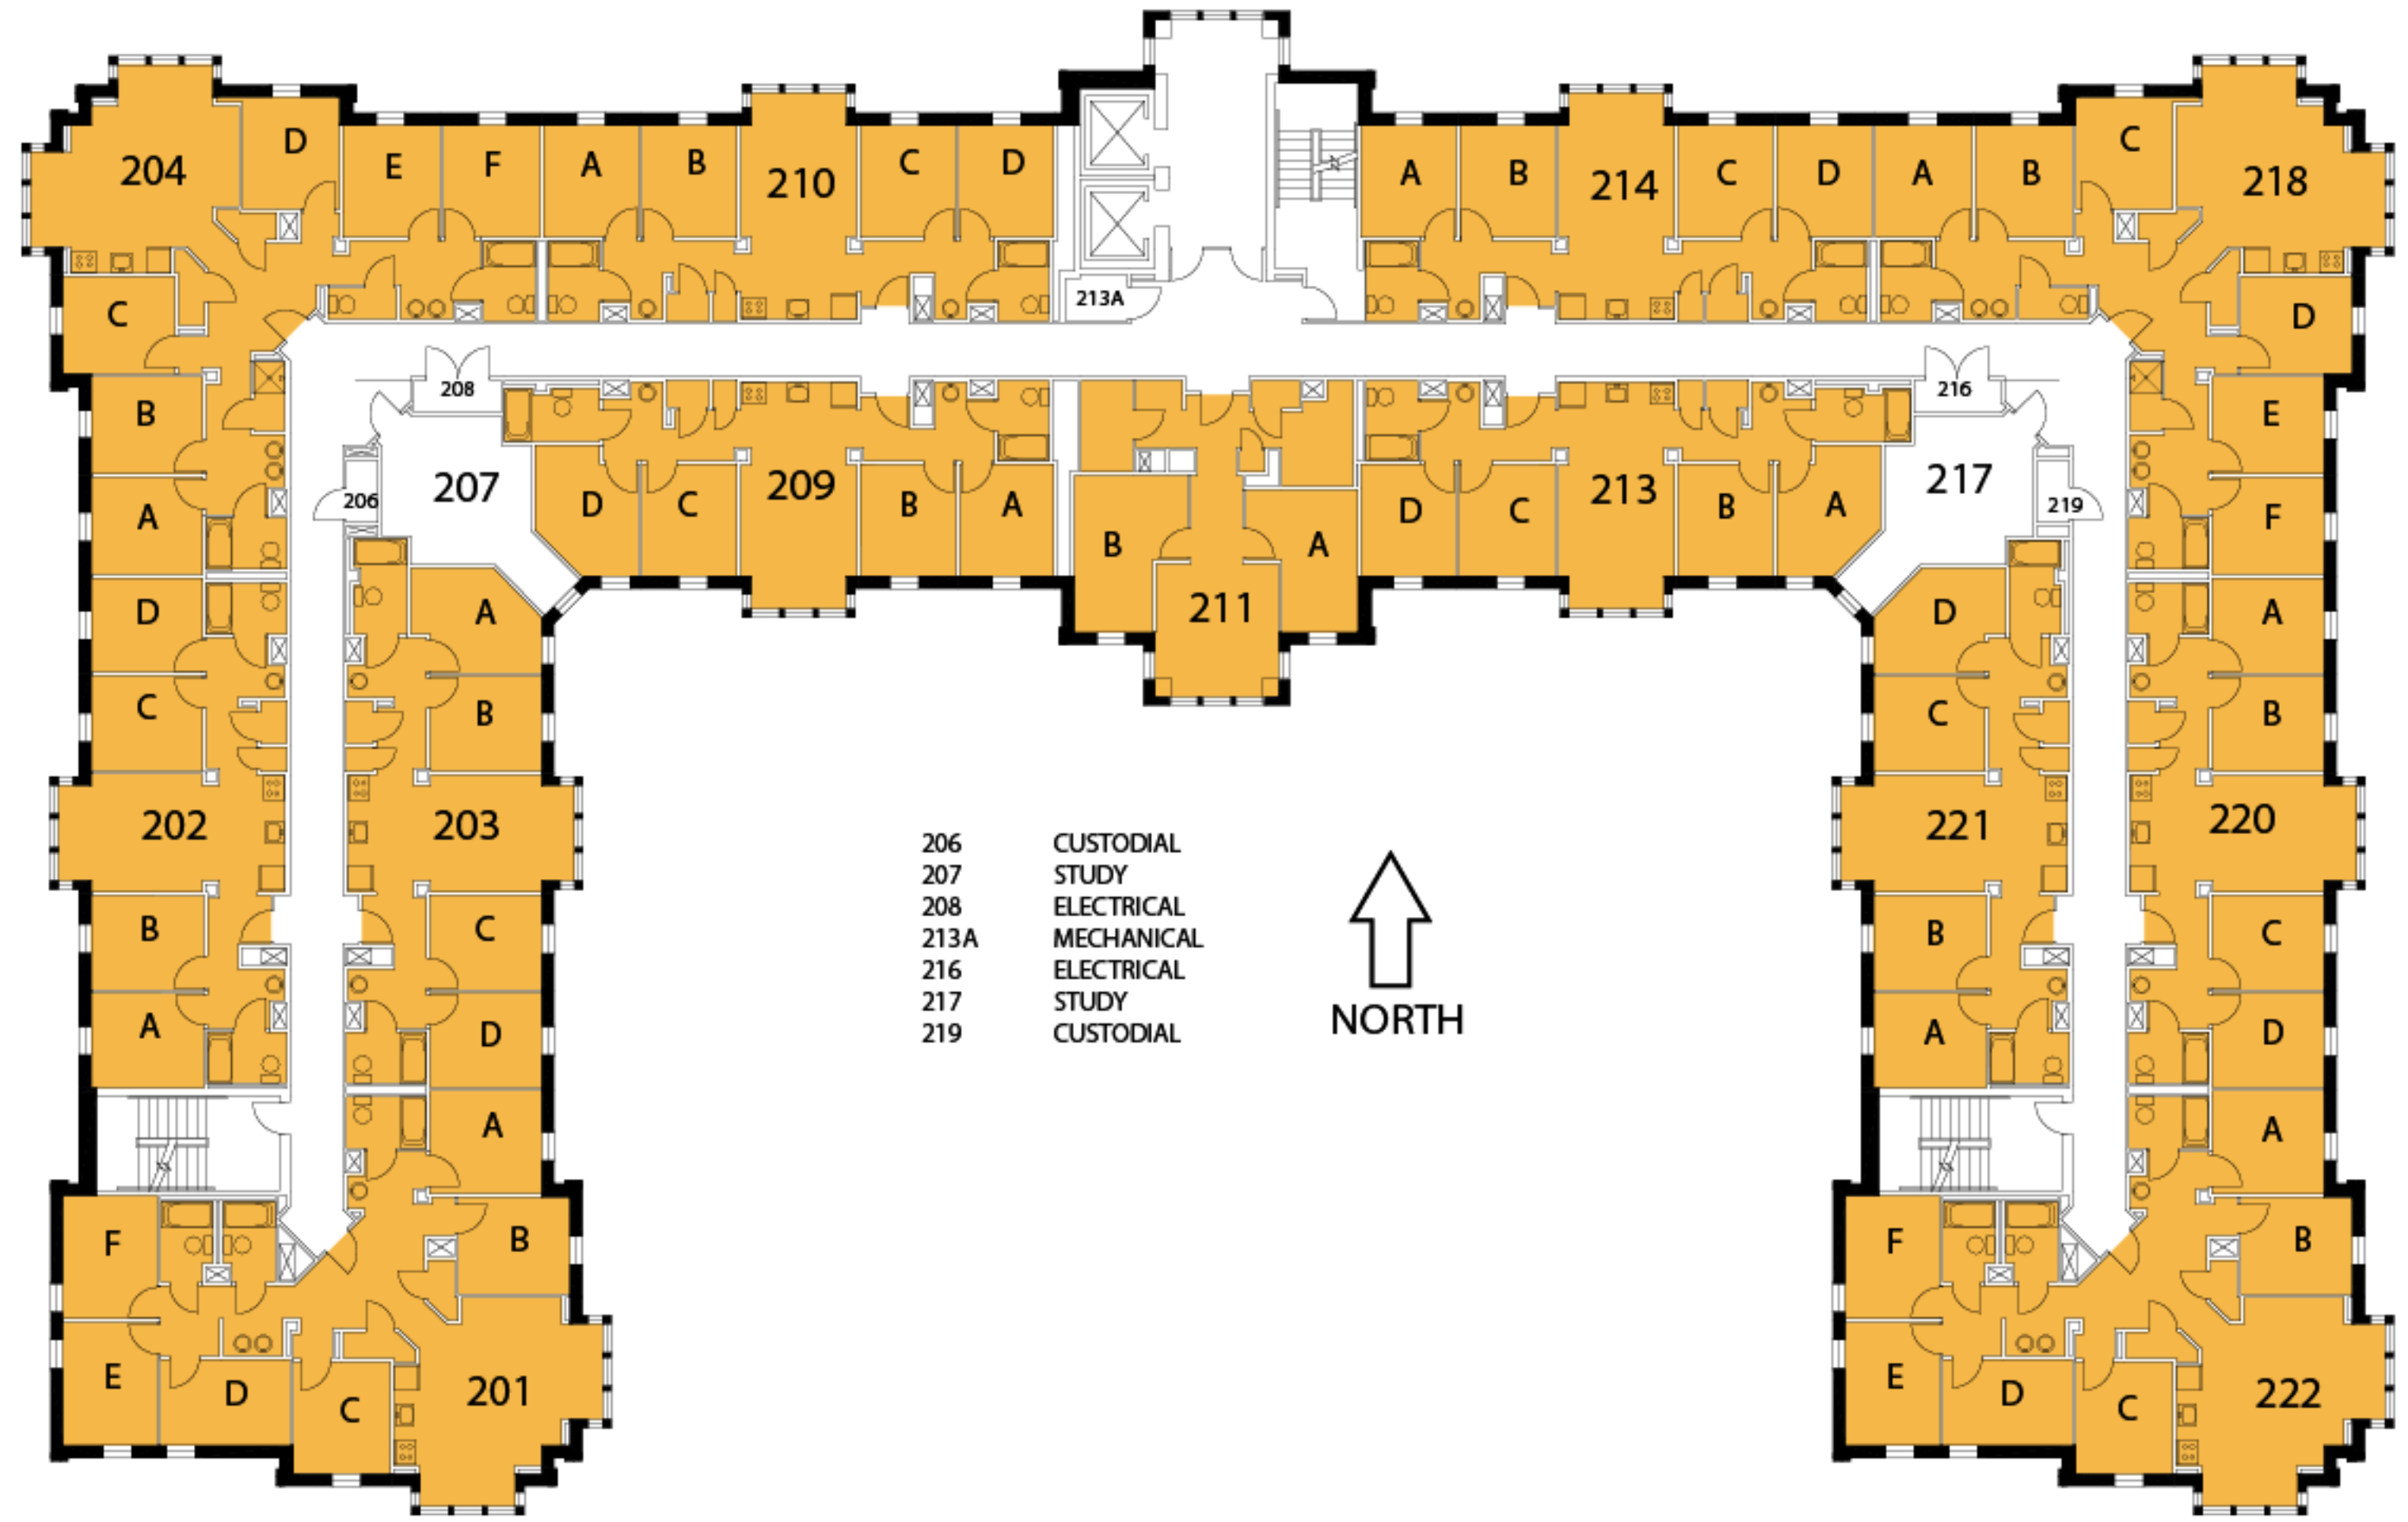 204
D
E
F
A
B
210
C
D
A
B
214
C
D
A
B
C
218
C
213A
D
B
208
216
E
A
206
207
D
C
209
B
A
B
211
A
D
C
213
B
A
217
219
F
D
A
D
A
C
B
C
B
202
203
221
220
B
C
B
C
A
D
A
D
A
A
F
B
F
B
E
D
C
201
E
D
C
222
206 CUSTODIAL
207 STUDY
208 ELECTRICAL
213A MECHANICAL
216 ELECTRICAL
217 STUDY
219 CUSTODIAL
NORTH